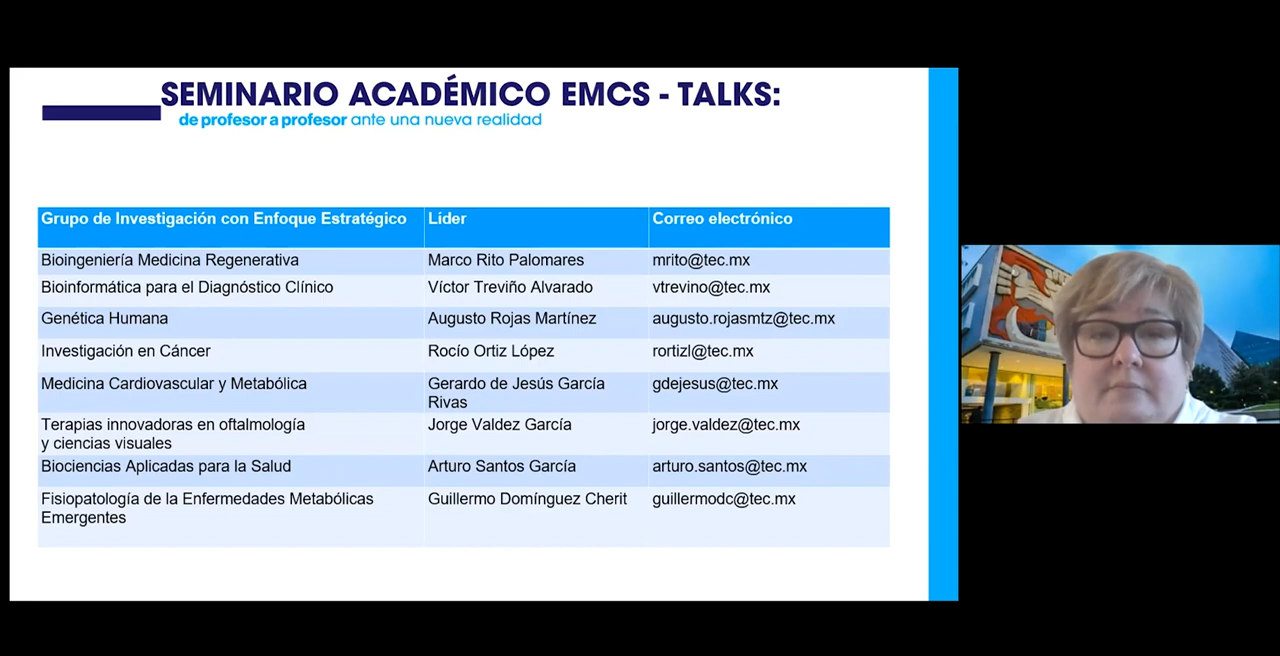 SEMINARIO ACADÉMICO EMCS - TALKS:
de profesor a profesor ante una nueva realidad
Grupo de Investigación con Enfoque Estratégico Líder Correo electrónico
Bioingeniería Medicina Regenerativa Marco Rito Palomares mrito@tec.mx
Bioinformática para el Diagnóstico Clínico Víctor Treviño Alvarado vtrevino@tec.mx
Genética Humana Augusto Rojas Martínez augusto.rojasmtz@tec.mx
Investigación en Cáncer Rocío Ortiz López rortizl@tec.mx
Medicina Cardiovascular y Metabólica Gerardo de Jesús García gdejesus@tec.mx
Rivas
Terapias innovadoras en oftalmología Jorge Valdez García jorge.valdez@tec.mx
y ciencias visuales
Biociencias Aplicadas para la Salud Arturo Santos García arturo.santos@tec.mx
Fisiopatología de la Enfermedades Metabólicas Guillermo Domínguez Cherit guillermodc@tec.mx
Emergentes